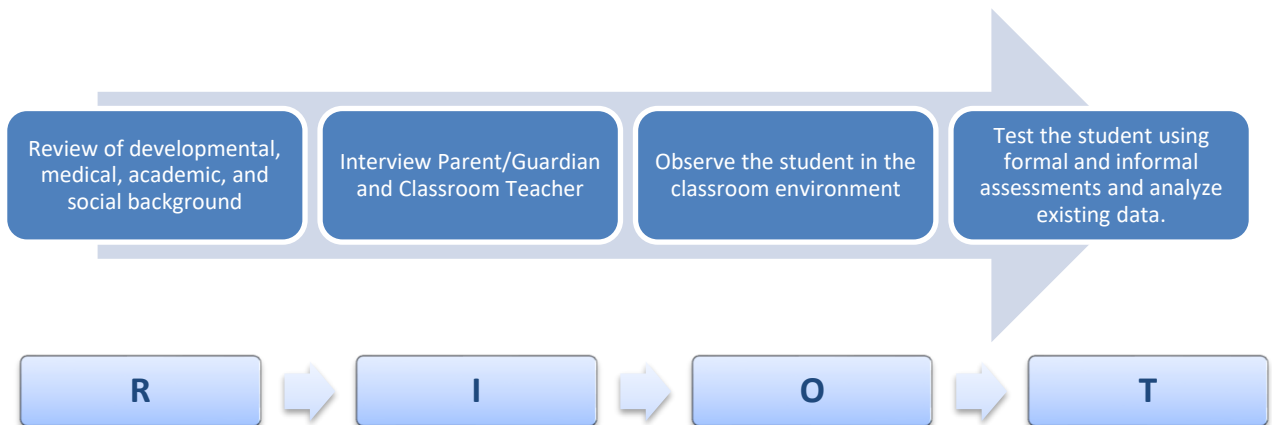 Review of developmental,
medical, academic, and
social background
Interview Parent/Guardian
and Classroom Teacher
Observe the student in the
classroom environment
Test the student using
formal and informal
assessments and analyze
existing data.
R
I
O
T